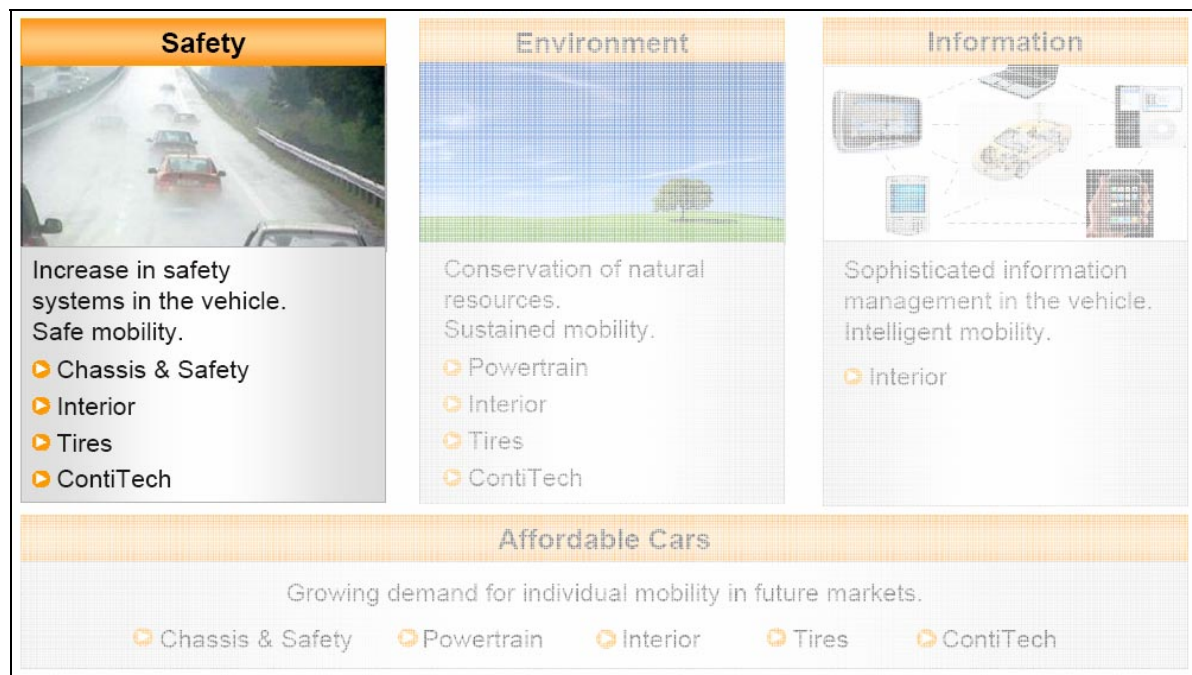 Safety
Increase in safety
systems in the vehicle.
Safe mobility.
Chassis & Safety
Interior
Tires
ContiTech
Environment
Conservation of natural
resources.
Sustained mobility.
Powertrain
Interior
Tires
ContiTech
Information
Sophisticated information
management in the vehicle.
Intelligent mobility.
Interior
Affordable Cars
Growing demand for individual mobility in future markets.
Chassis & Safety Powertrain Interior Tires ContiTech